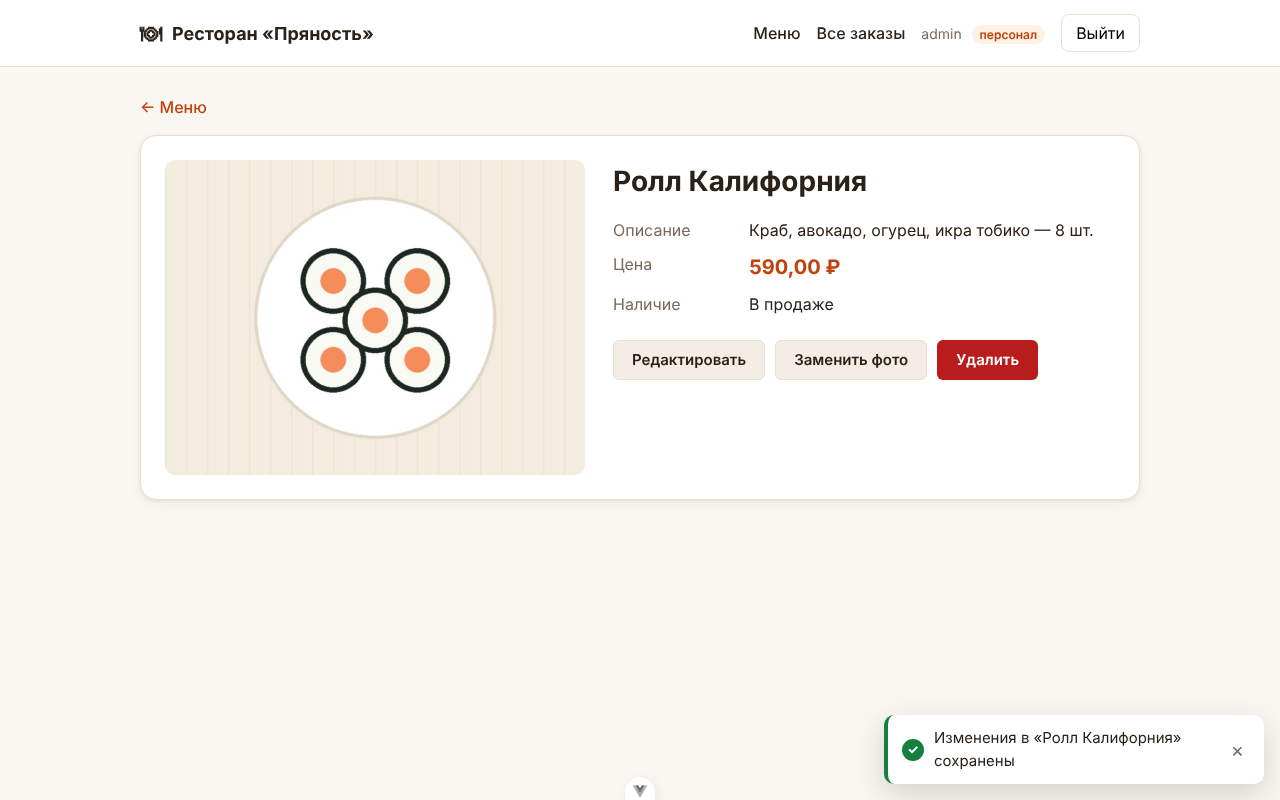 Ресторан «Пряность»
Меню
Все заказы
admin
персонал
Выйти
← Меню
Ролл Калифорния
Описание
Краб, авокадо, огурец, икра тобико — 8 шт.
Цена
590,00 ₽
Наличие
В продаже
Редактировать
Заменить фото
Удалить
Изменения в «Ролл Калифорния»
сохранены